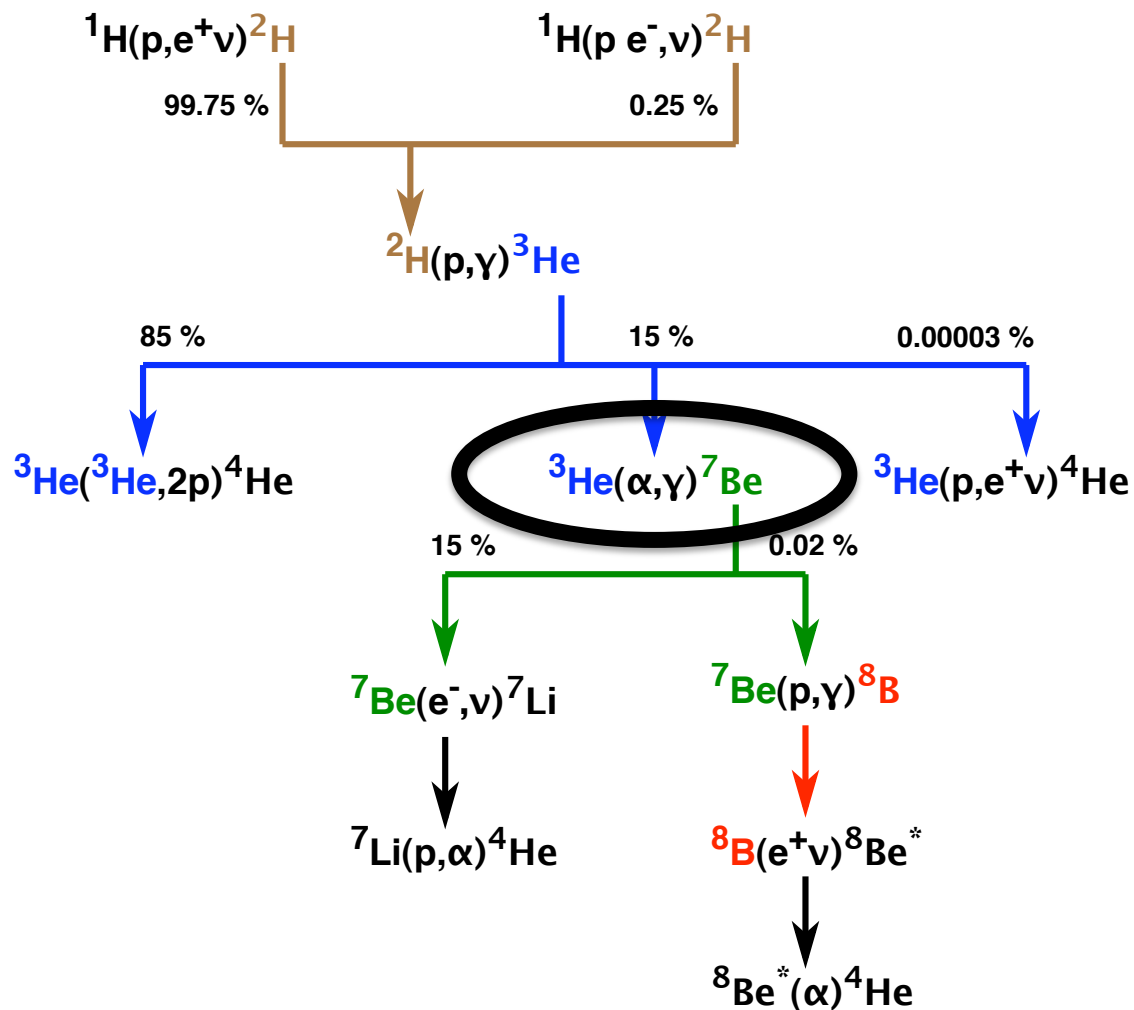 ¹H(p,e⁺ν)²H ¹H(p e⁻,ν)²H
99.75 % 0.25 %
²H(p,γ)³He
85 % 15 % 0.00003 %
³He(³He,2p)⁴He ³He(α,γ)⁷Be ³He(p,e⁺ν)⁴He
15 % 0.02 %
⁷Be(e⁻,ν)⁷Li ⁷Be(p,γ)⁸B
⁷Li(p,α)⁴He ⁸B(e⁺ν)⁸Be*
⁸Be*(α)⁴He